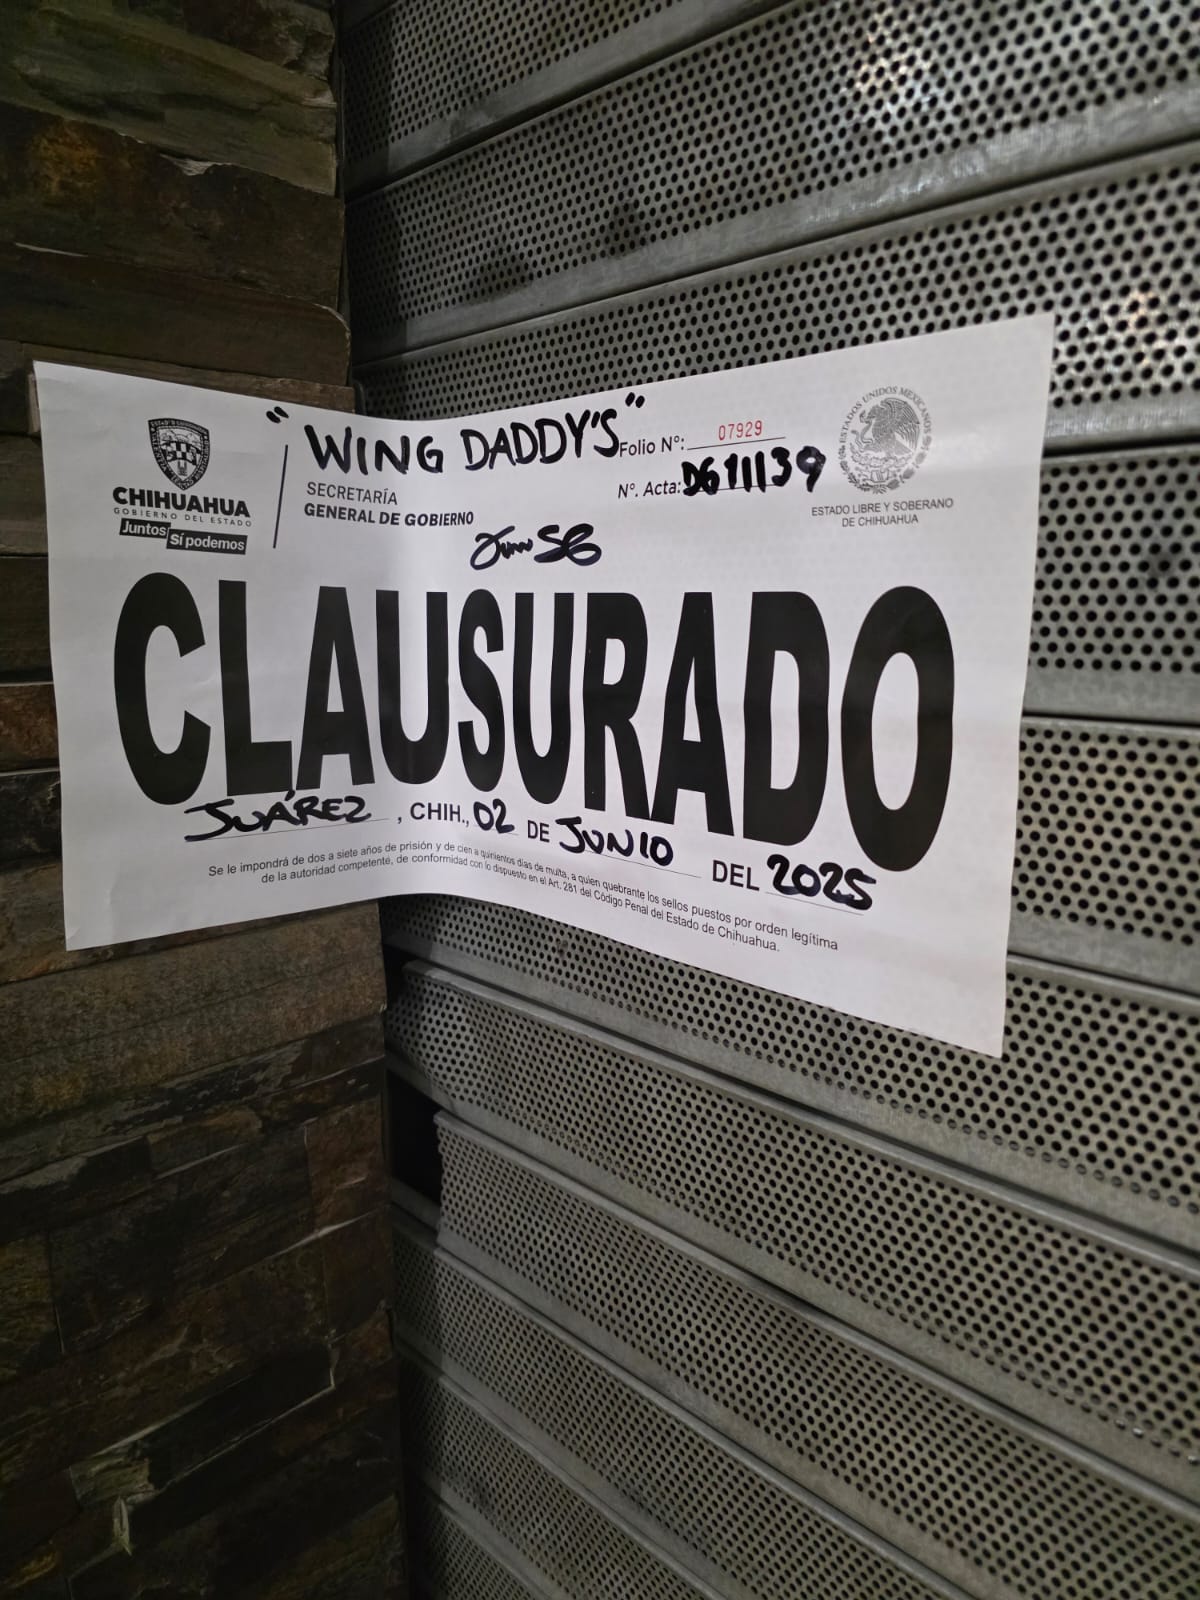 "WING DADDY'S"
Folio Nº: 07929
Nº. Acta: DG11139
CHIHUAHUA
GOBIERNO DEL ESTADO
Juntos
Sí podemos
SECRETARÍA
GENERAL DE GOBIERNO
ESTADOS UNIDOS MEXICANOS
ESTADO LIBRE Y SOBERANO
DE CHIHUAHUA
CLAUSURADO
JUÁREZ, CHIH., 02 DE JUNIO DEL 2025
Se le impondrá de dos a siete años de prisión y de cien a quinientos días de multa, a quien quebrante los sellos puestos por orden legítima
de la autoridad competente, de conformidad con lo dispuesto en el Art. 281 del Código Penal del Estado de Chihuahua.